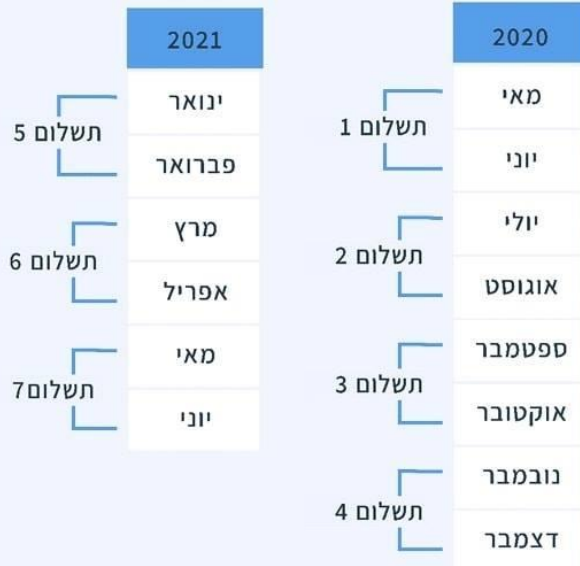 2020
מאי
יוני
תשלום 1
יולי
אוגוסט
תשלום 2
ספטמבר
אוקטובר
תשלום 3
נובמבר
דצמבר
תשלום 4
2021
ינואר
פברואר
תשלום 5
מרץ
אפריל
תשלום 6
מאי
יוני
תשלום7